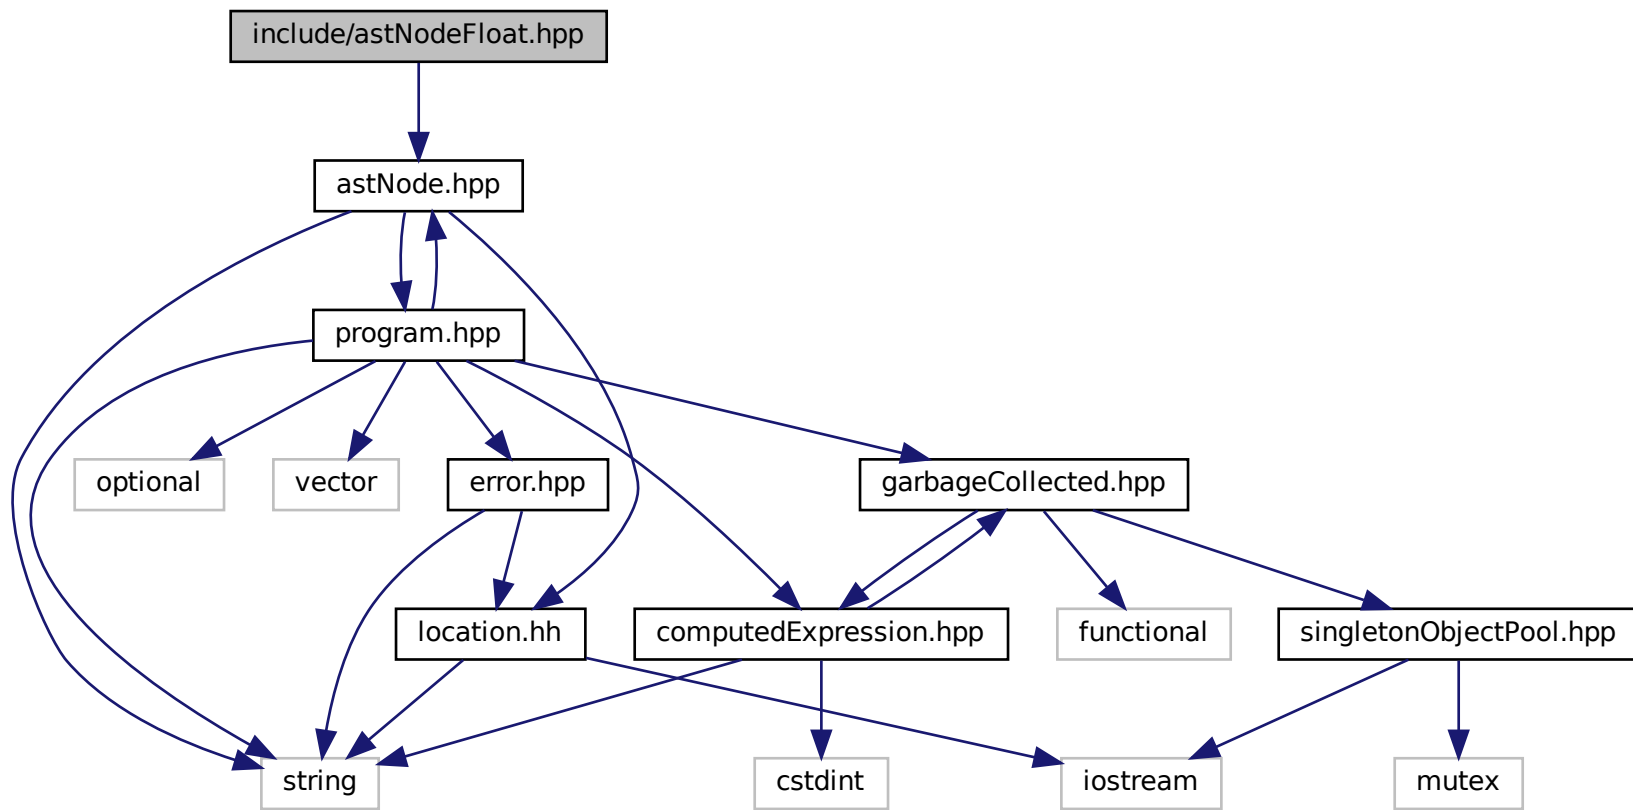 include/astNodeFloat.hpp
astNode.hpp
program.hpp
optional
vector
error.hpp
garbageCollected.hpp
location.hh
computedExpression.hpp
functional
singletonObjectPool.hpp
string
cstdint
iostream
mutex